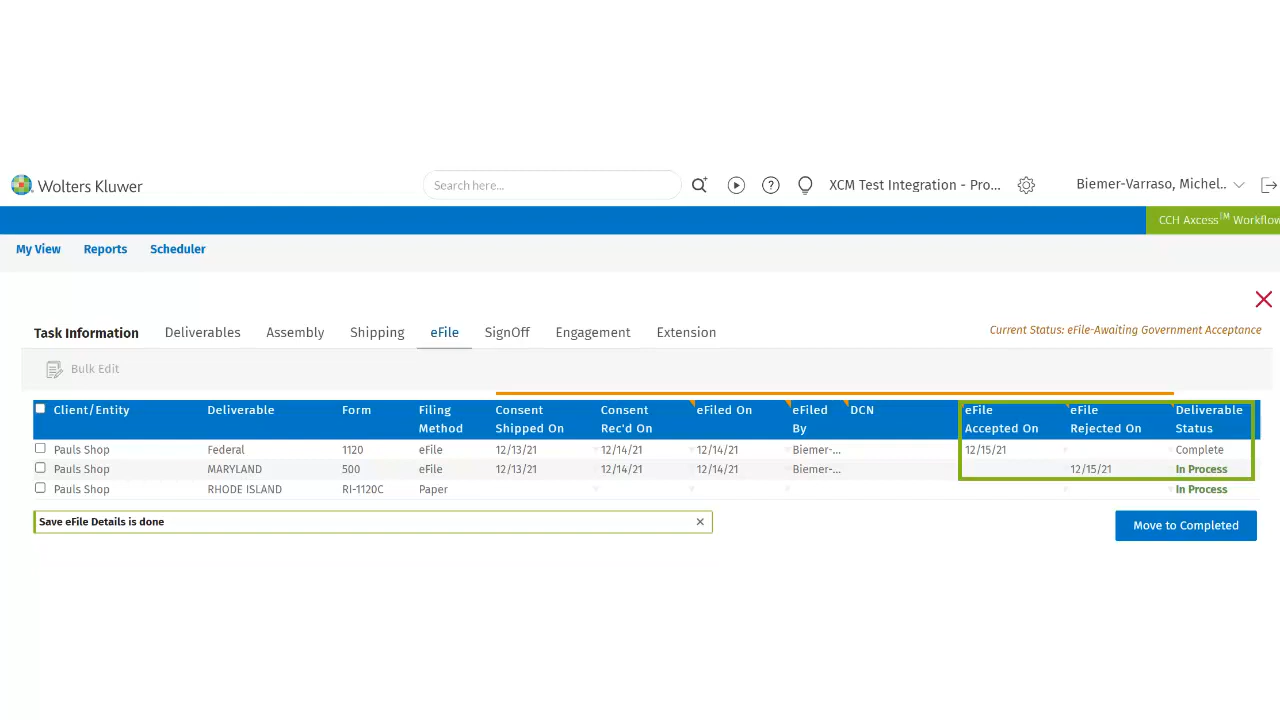 Wolters Kluwer
Search here...
XCM Test Integration - Pro...
Biemer-Varraso, Michel..
CCH Axcess℠ Workflow
My View Reports Scheduler
Task Information Deliverables Assembly Shipping eFile SignOff Engagement Extension
Current Status: eFile-Awaiting Government Acceptance
Bulk Edit
Client/Entity Deliverable Form Filing Method Consent Shipped On Consent Rec'd On eFiled On eFiled By DCN eFile Accepted On eFile Rejected On Deliverable Status
Pauls Shop Federal 1120 eFile 12/13/21 12/14/21 12/14/21 Biemer-... 12/15/21 Complete
Pauls Shop MARYLAND 500 eFile 12/13/21 12/14/21 12/14/21 Biemer-... 12/15/21 In Process
Pauls Shop RHODE ISLAND RI-1120C Paper In Process
Save eFile Details is done
Move to Completed